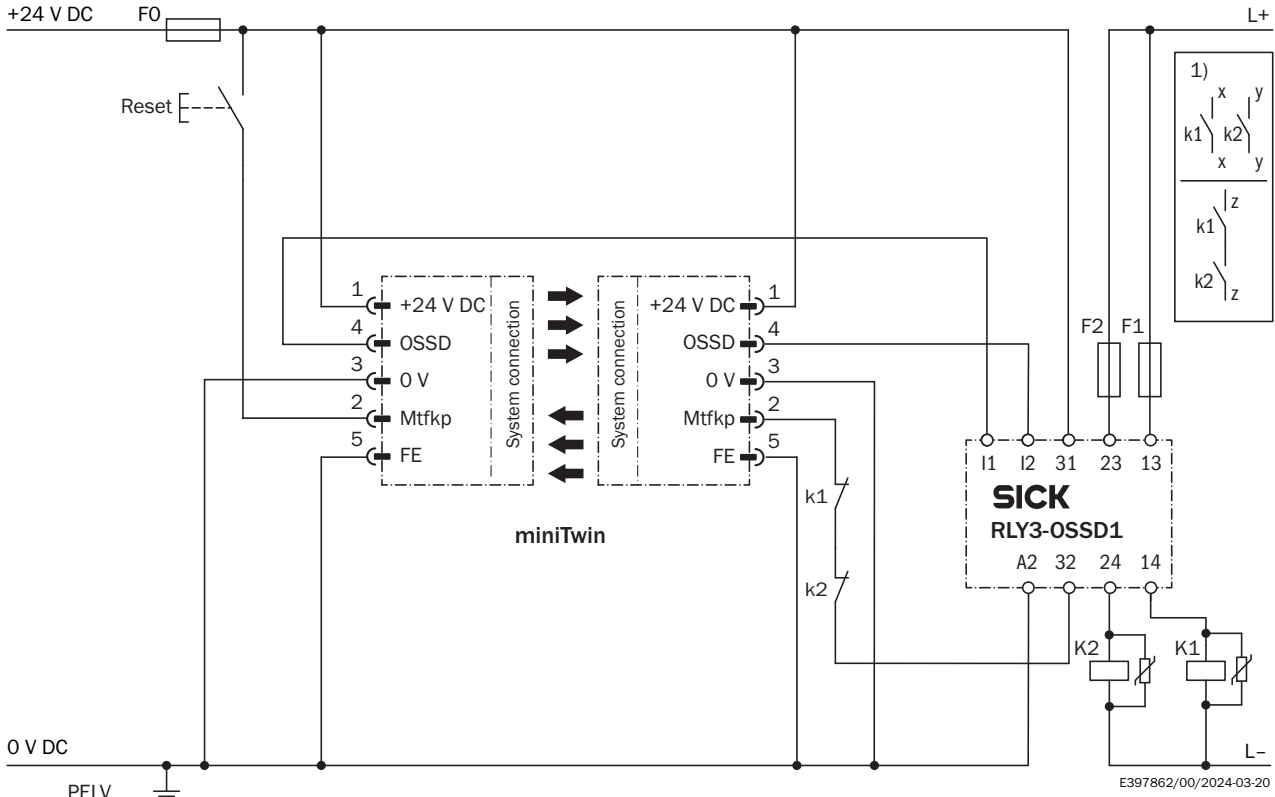 +24 V DC
F0
L+
Reset
1)
x
y
k1
k2
x
y
z
k1
k2
z
1
+24 V DC
4
OSSD
3
0 V
2
Mtfkp
5
FE
System connection
System connection
+24 V DC
1
OSSD
4
0 V
3
Mtfkp
2
FE
5
miniTwin
k1
k2
F2
F1
I1
I2
31
23
13
SICK
RLY3-OSSD1
A2
32
24
14
K2
K1
0 V DC
PELV
L–
E397862/00/2024-03-20